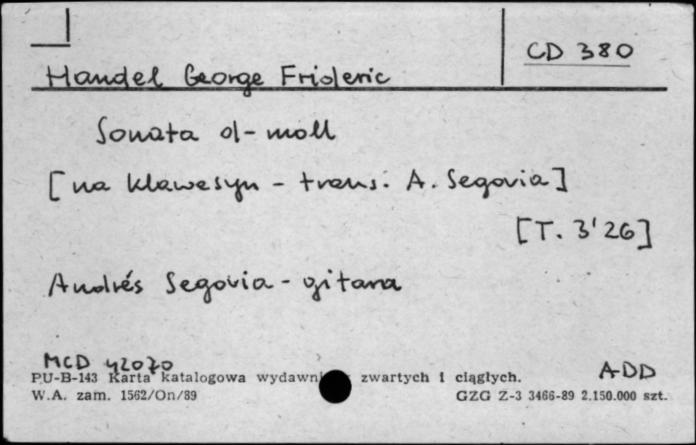 CD 380
Handel George Frideric
Sonata d-moll
[na klawesyn - trans. A. Segovia]
[T. 3'26]
Andrés Segovia - gitara
MCD 42070
ADD
PU-B-143 Karta katalogowa zwartych i ciągłych.
W.A. zam. 1562/On/89 GZG Z-3 3466-89 2.150.000 szt.